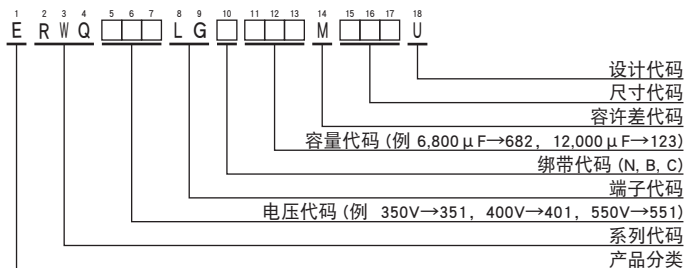 1 2 3 4 5 6 7 8 9 10 11 12 13 14 15 16 17 18
E R W Q □□□ L G □ □□□ M □□□ U
设计代码
尺寸代码
容许差代码
容量代码 (例 6,800μF→682, 12,000μF→123)
绑带代码 (N, B, C)
端子代码
电压代码 (例 350V→351, 400V→401, 550V→551)
系列代码
产品分类